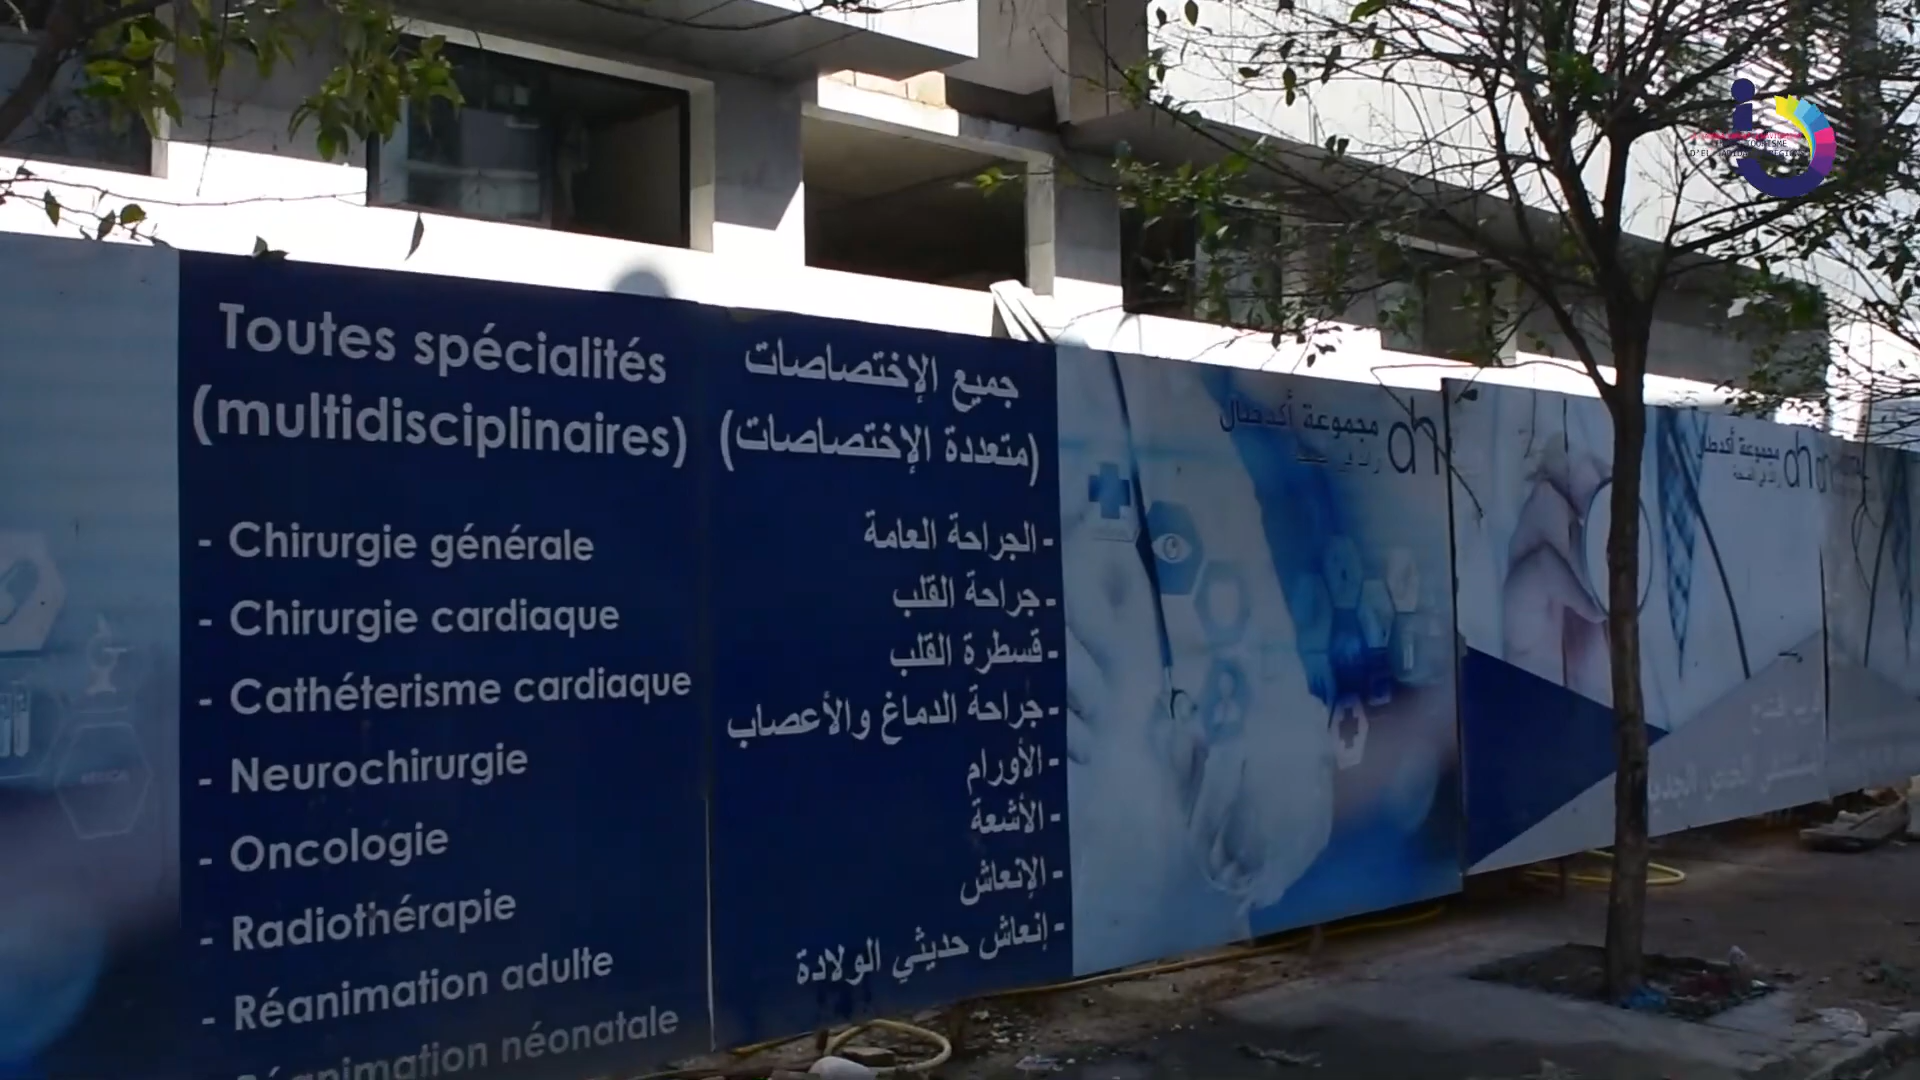 Toutes spécialités
(multidisciplinaires)
- Chirurgie générale
- Chirurgie cardiaque
- Cathéterisme cardiaque
- Neurochirurgie
- Oncologie
- Radiothérapie
- Réanimation adulte
- Réanimation néonatale
جميع الإختصاصات
(متعددة الإختصاصات)
- الجراحة العامة
- جراحة القلب
- قسطرة القلب
- جراحة الدماغ والأعصاب
- الأورام
- الأشعة
- الإنعاش
- إنعاش حديثي الولادة
مجموعة أكدطال
مجموعة أكدطال
MEDICAL
TOURISME